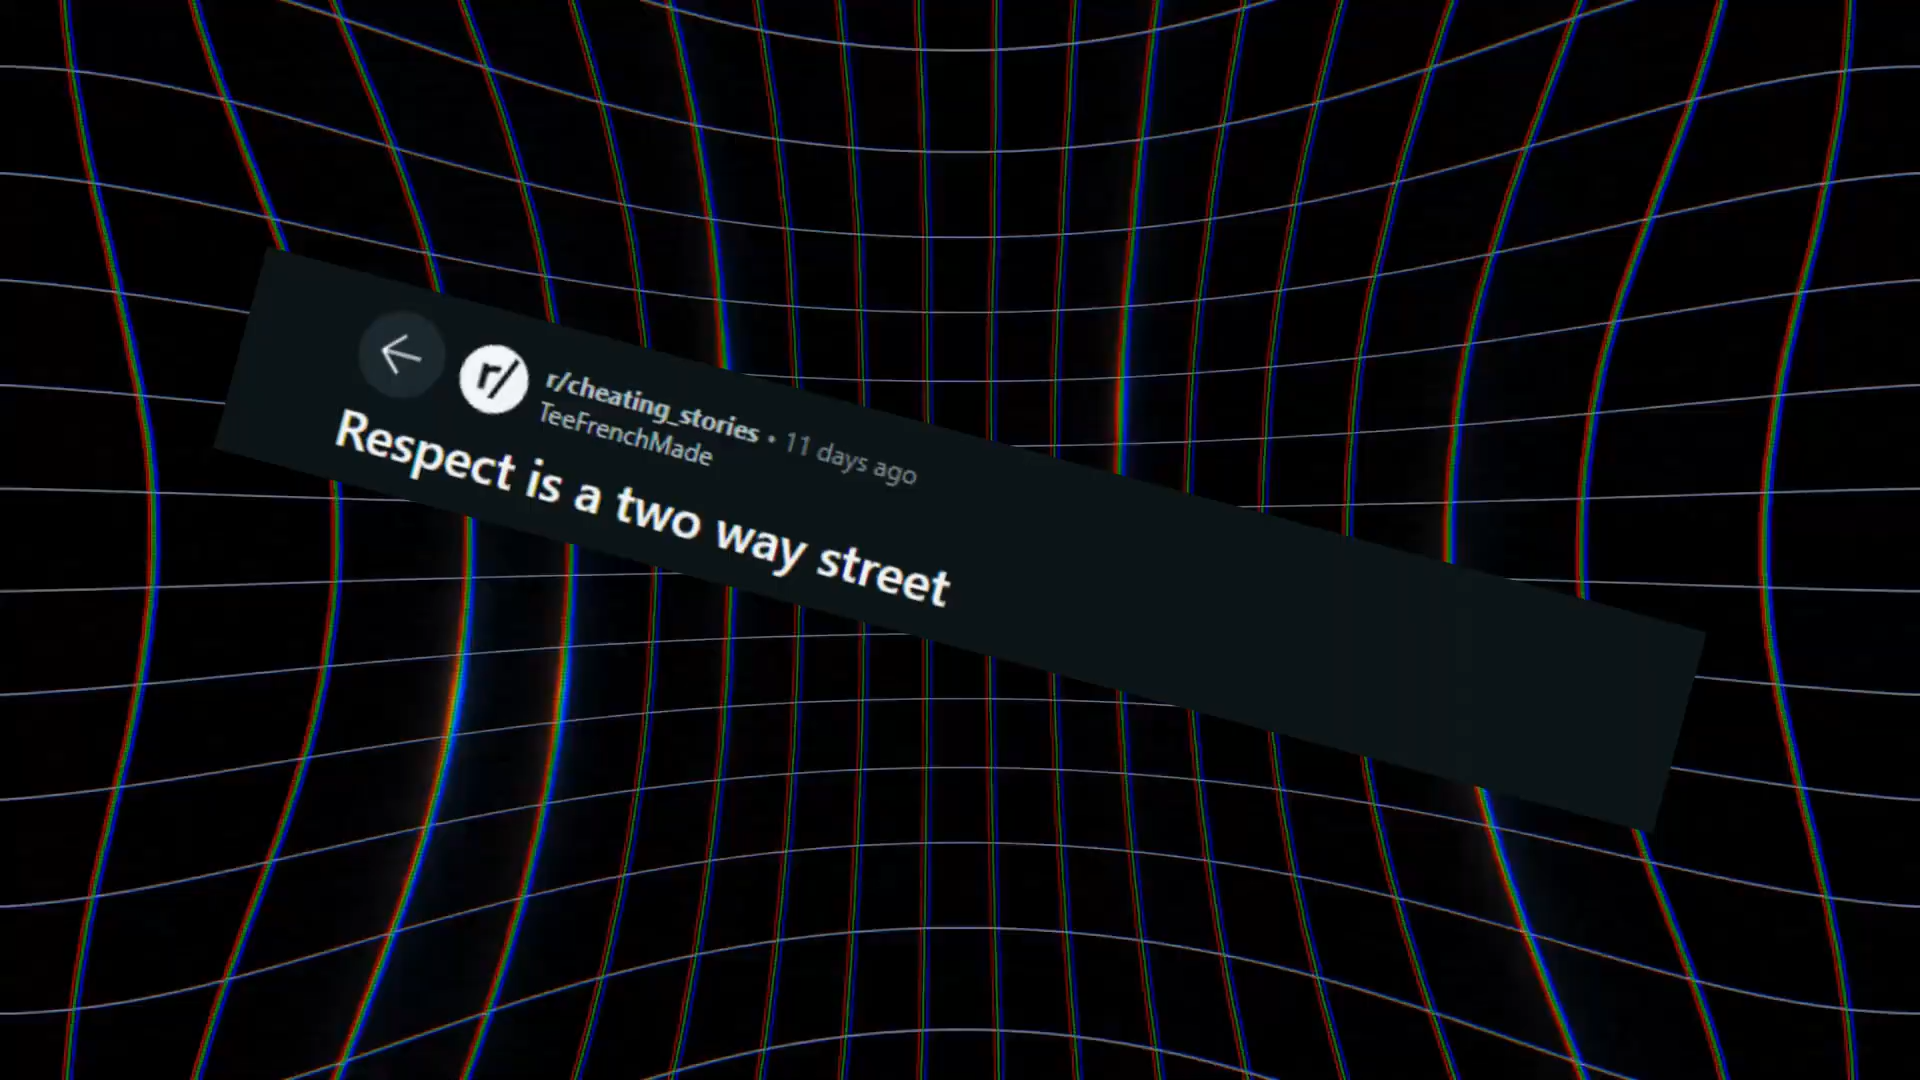 r/
r/cheating_stories • 11 days ago
TeeFrenchMade
Respect is a two way street